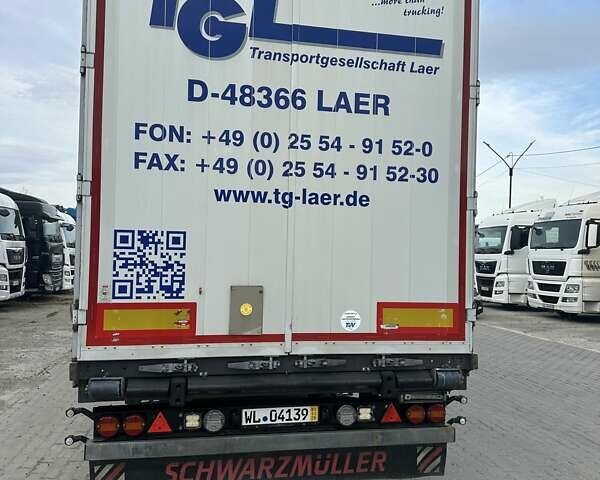 ...more than
trucking!
TGL
Transportgesellschaft Laer
D-48366 LAER
FON: +49 (0) 25 54 - 91 52-0
FAX: +49 (0) 25 54 - 91 52-30
www.tg-laer.de
TÜV
WL 04139
SCHWARZMÜLLER